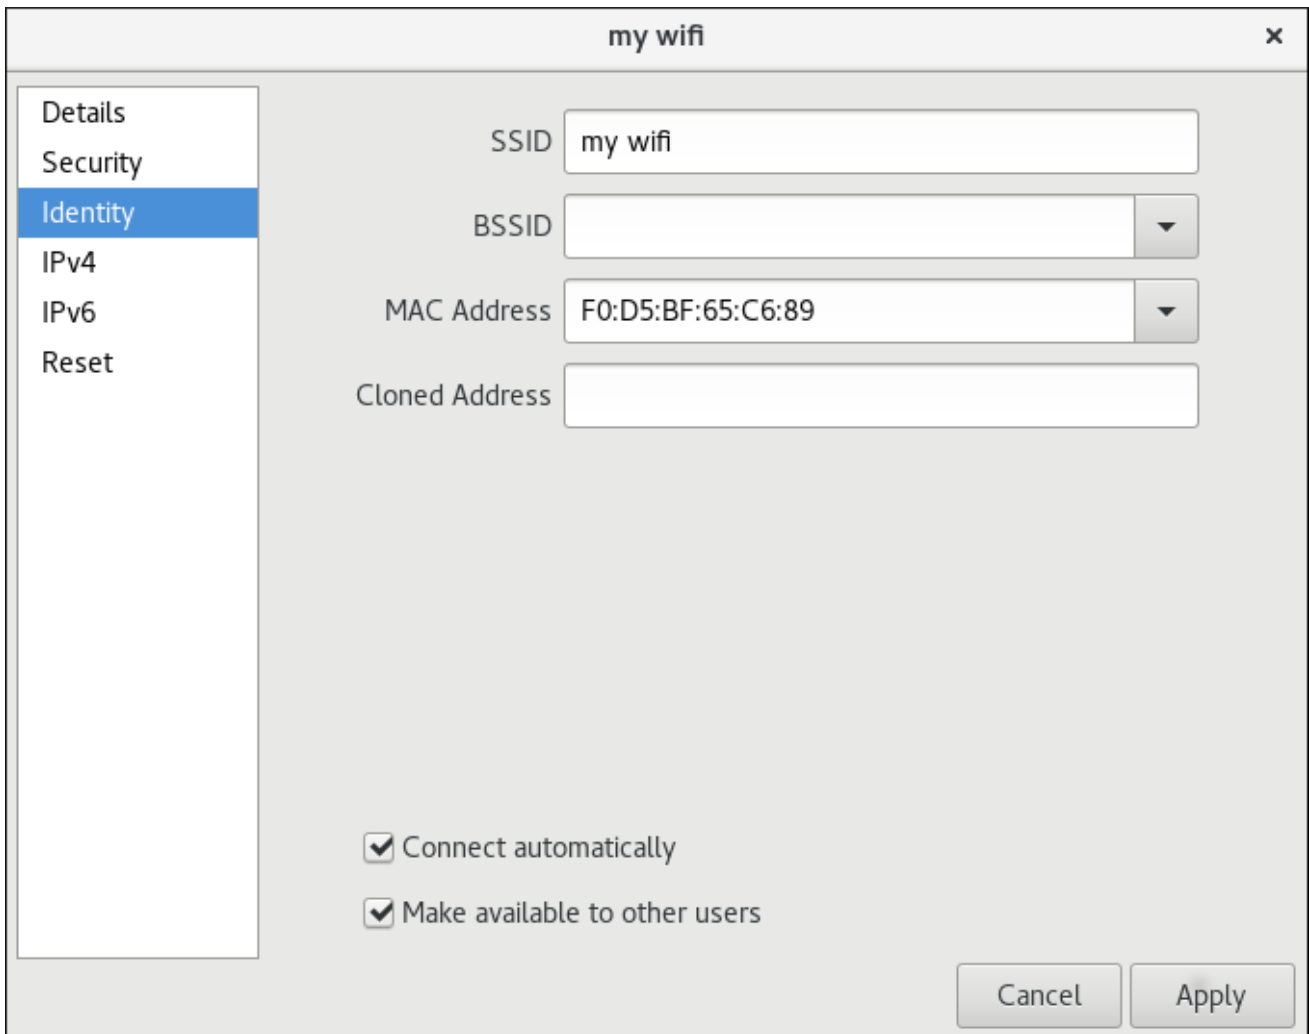 my wifi
Details
Security
Identity
IPv4
IPv6
Reset
SSID my wifi
BSSID
MAC Address F0:D5:BF:65:C6:89
Cloned Address
Connect automatically
Make available to other users
Cancel Apply